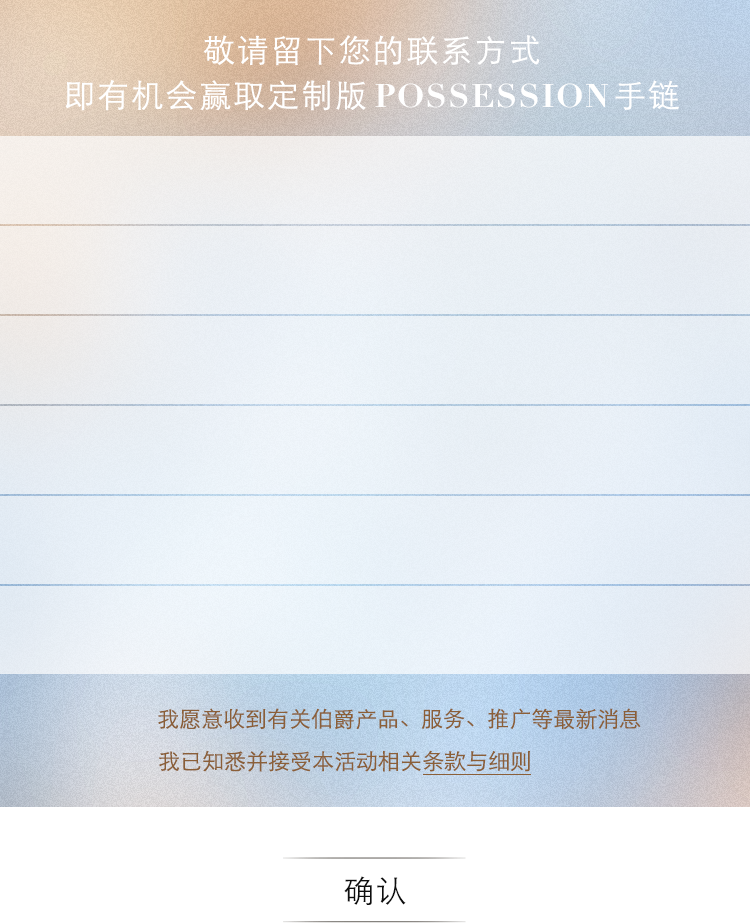 敬请留下您的联系方式
即有机会赢取定制版 POSSESSION 手链
我愿意收到有关伯爵产品、服务、推广等最新消息
我已知悉并接受本活动相关条款与细则
确认